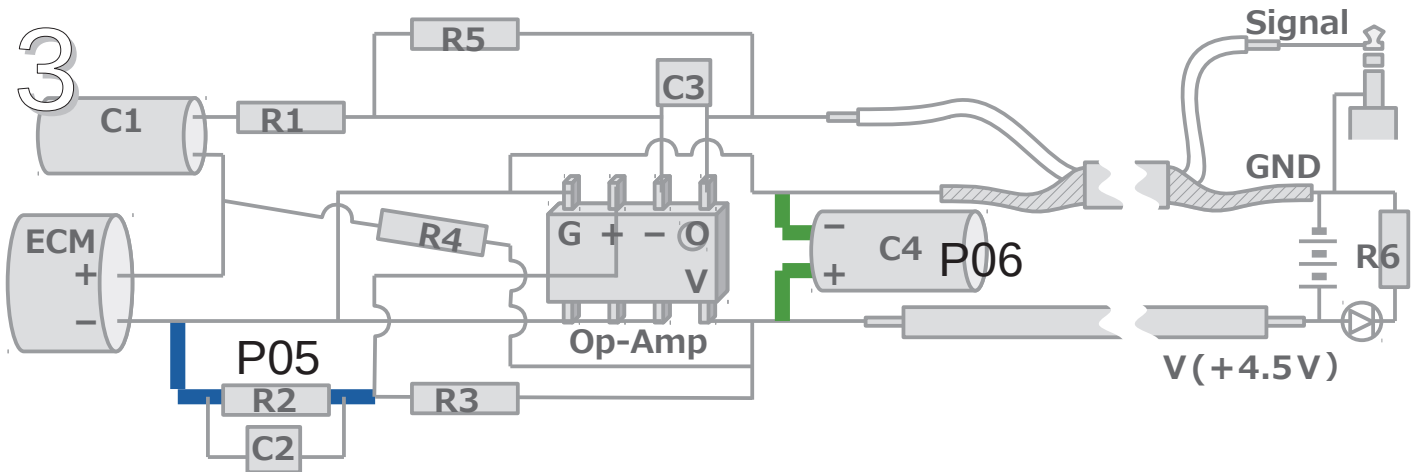 3
Signal
R5
C3
C1
R1
GND
ECM
+
−
R4
G + − O
V
−
+
C4
P06
R6
Op-Amp
V(+4.5V)
P05
R2
R3
C2